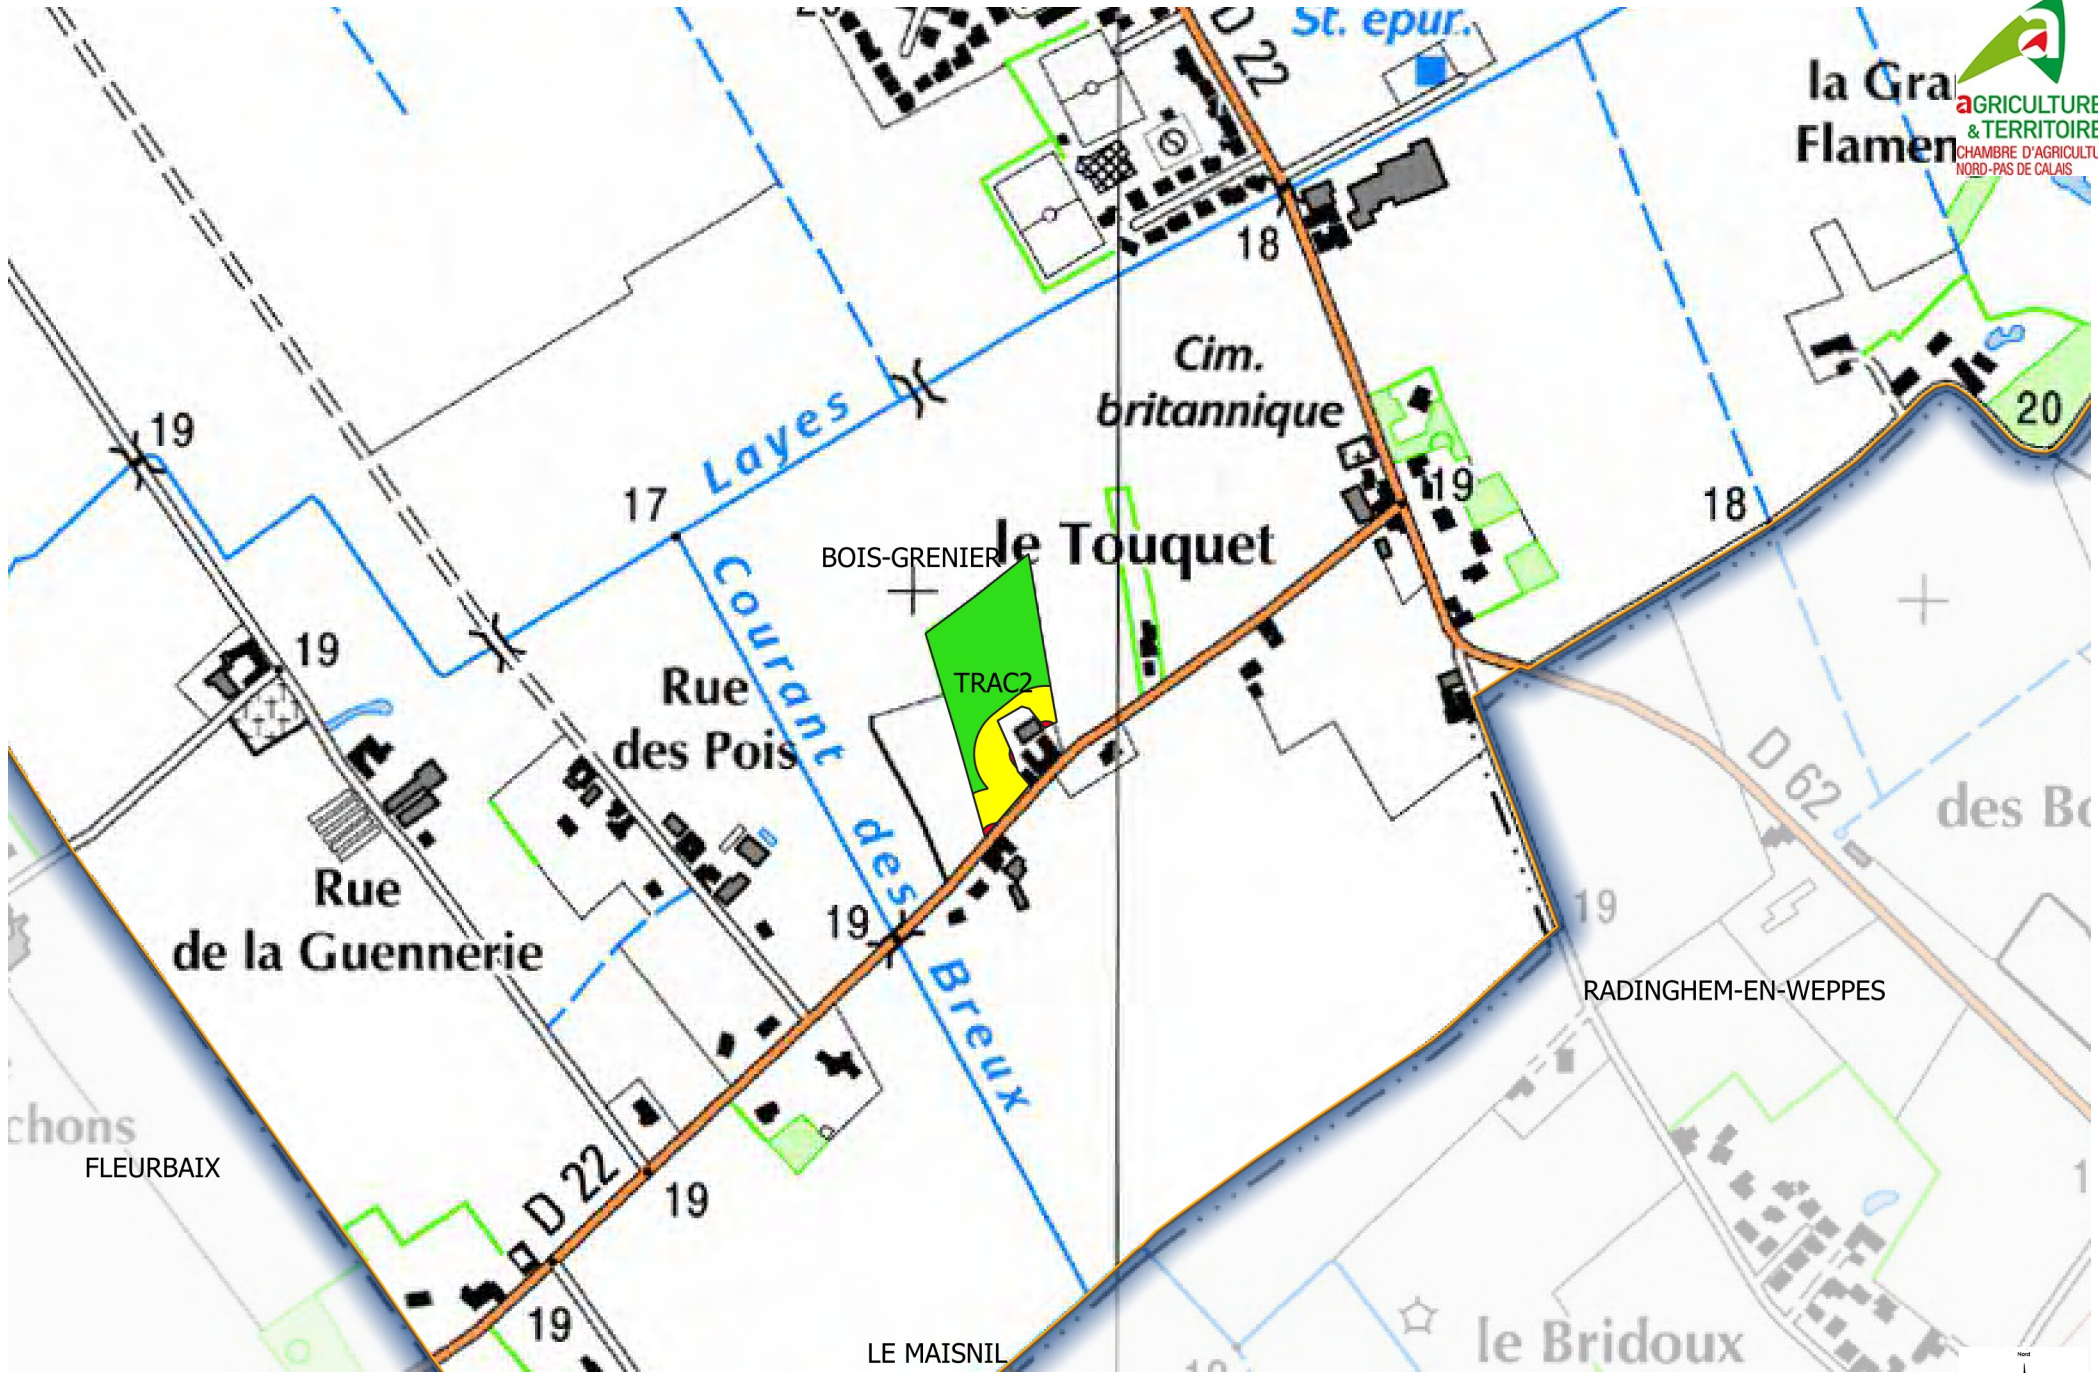 St. epur.
D 22
la Gra
Flamen
aGRICULTURE
& TERRITOIRE
CHAMBRE D'AGRICULTU
NORD-PAS DE CALAIS
18
Cim.
britannique
19
Layes
20
17
19
18
BOIS-GRENIER
le Touquet
Courant des Breux
19
TRAC2
Rue
des Pois
D 62
des Bo
Rue
de la Guennerie
19
19
RADINGHEM-EN-WEPPES
chons
FLEURBAIX
D 22
19
19
LE MAISNIL
le Bridoux
Nord